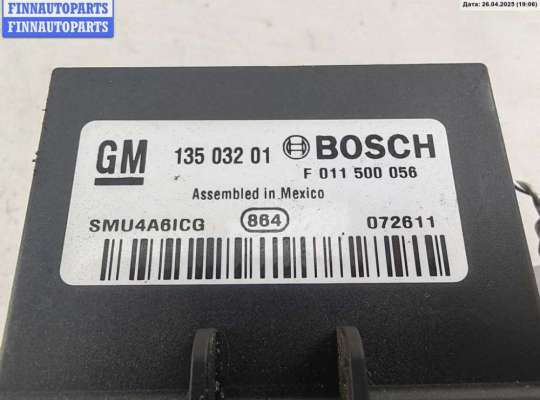 FINNAUTOPARTS
FINNAUTOPARTS
Дата: 26.04.2025 (19:06)
GM 135 032 01 BOSCH
F 011 500 056
Assembled in Mexico
SMU4A6ICG 864 072611